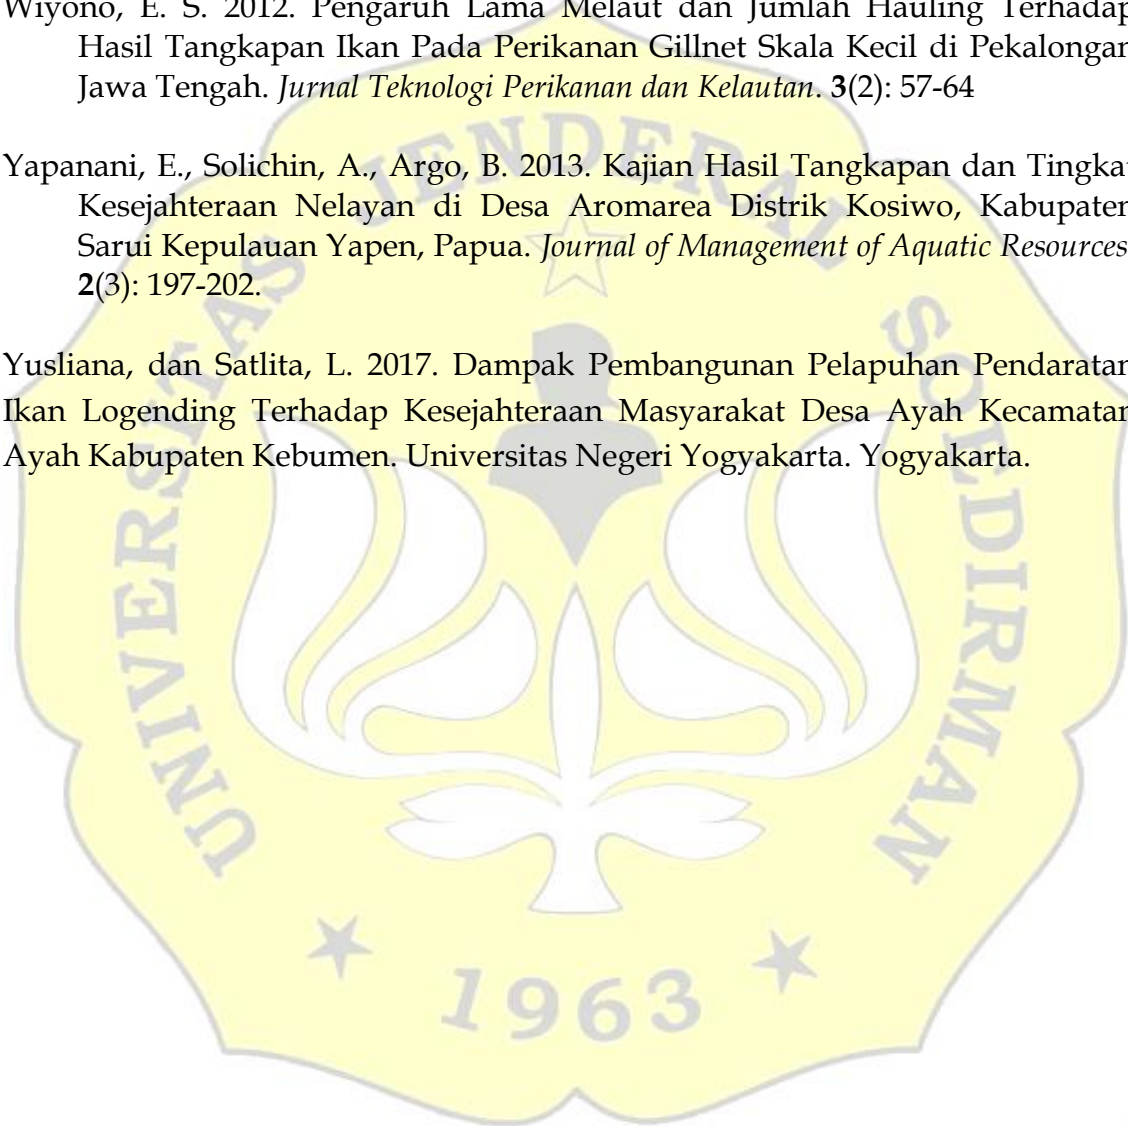 Wiyono, E. S. 2012. Pengaruh Lama Melaut dan Jumlah Hauling Terhadap
Hasil Tangkapan Ikan Pada Perikanan Gillnet Skala Kecil di Pekalongan
Jawa Tengah. Jurnal Teknologi Perikanan dan Kelautan. 3(2): 57-64
Yapanani, E., Solichin, A., Argo, B. 2013. Kajian Hasil Tangkapan dan Tingkat
Kesejahteraan Nelayan di Desa Aromarea Distrik Kosiwo, Kabupaten
Sarui Kepulauan Yapen, Papua. Journal of Management of Aquatic Resources.
2(3): 197-202.
Yusliana, dan Satlita, L. 2017. Dampak Pembangunan Pelapuhan Pendaratan
Ikan Logending Terhadap Kesejahteraan Masyarakat Desa Ayah Kecamatan
Ayah Kabupaten Kebumen. Universitas Negeri Yogyakarta. Yogyakarta.
UNIVERSITAS JENDERAL SOEDIRMAN
1963